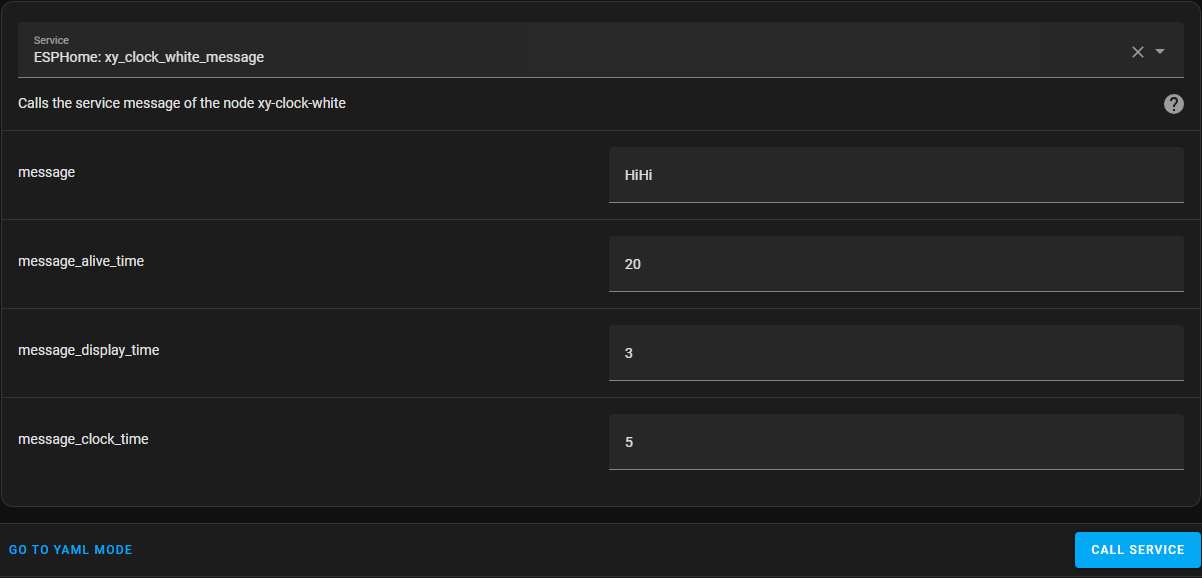 Service
ESPHome: xy_clock_white_message
Calls the service message of the node xy-clock-white
message
HiHi
message_alive_time
20
message_display_time
3
message_clock_time
5
GO TO YAML MODE
CALL SERVICE